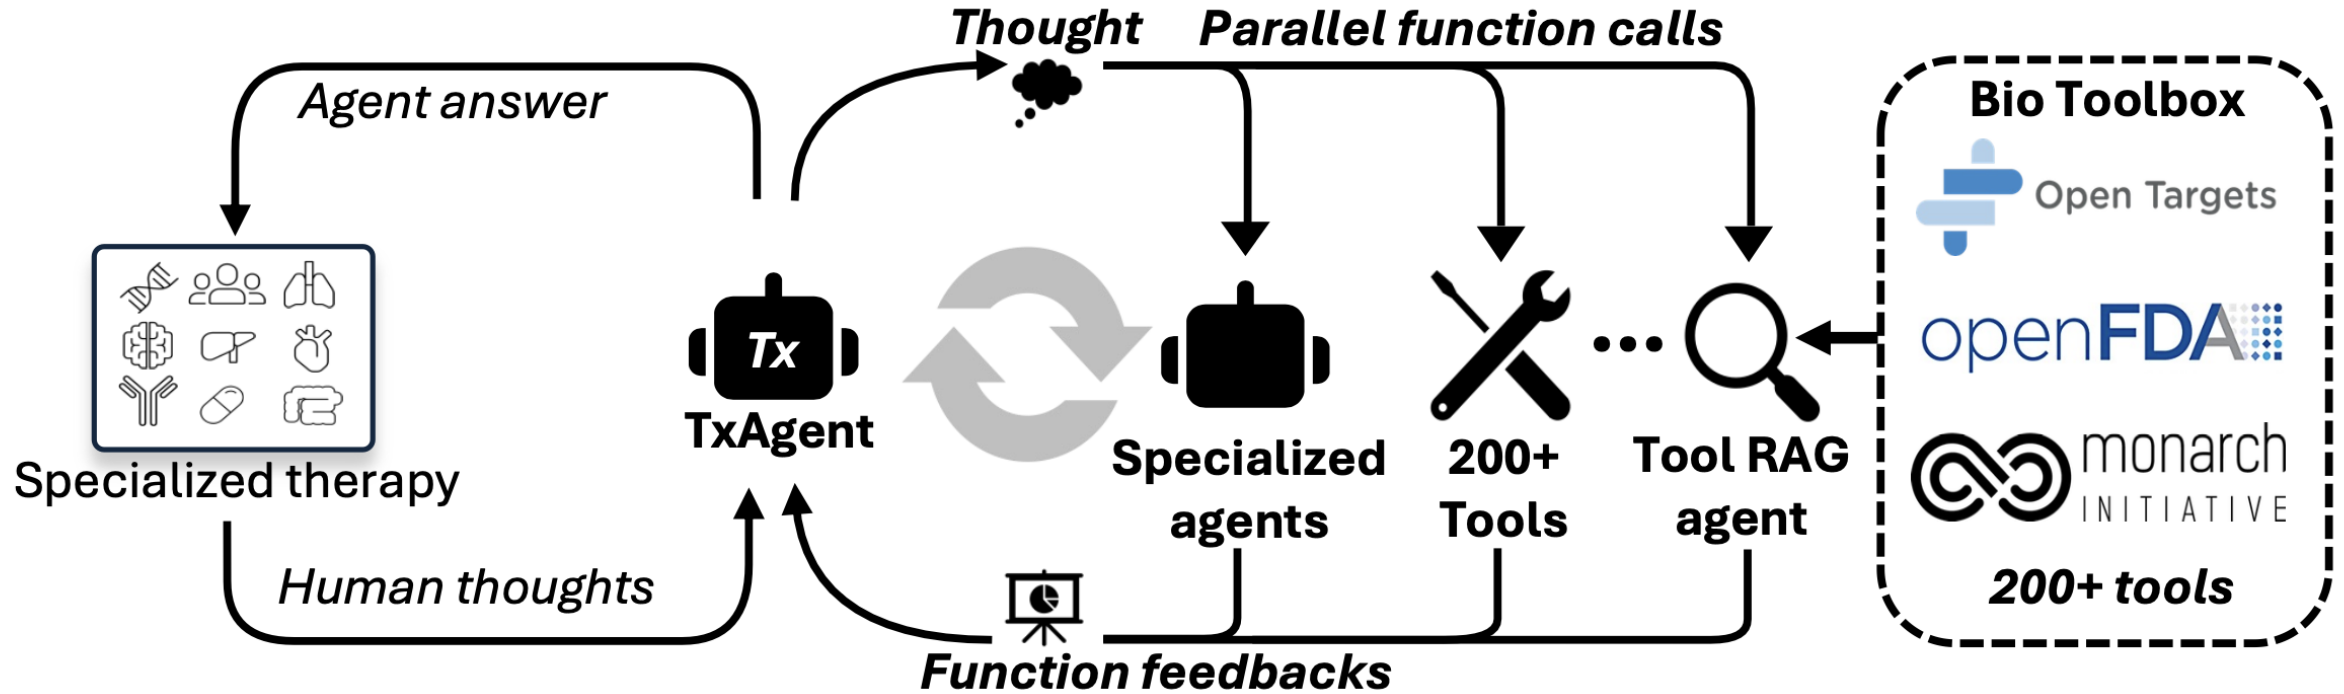 Thought
Parallel function calls
Agent answer
Bio Toolbox
Open Targets
openFDA
monarch
INITIATIVE
200+ tools
Tx
TxAgent
Specialized
agents
200+
Tools
Tool RAG
agent
Specialized therapy
Human thoughts
Function feedbacks